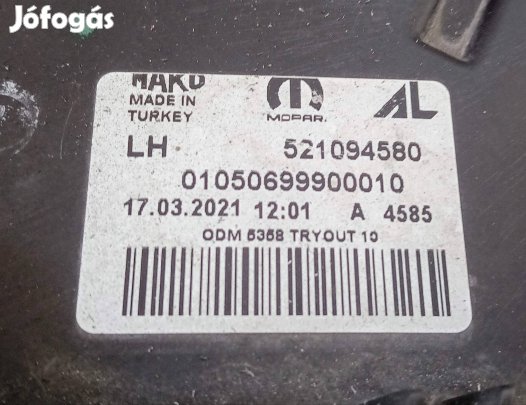 Jófogás
MAKO
MADE IN
TURKEY
MOPAR.
AL
LH 521094580
01050699900010
17.03.2021 12:01 A 4585
ODM 5358 TRYOUT 10